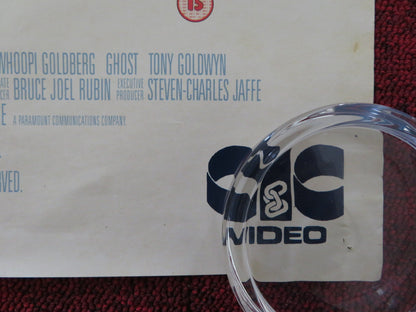 15
WHOOPI GOLDBERG GHOST TONY GOLDWYN
BRUCE JOEL RUBIN EXECUTIVE PRODUCER STEVEN-CHARLES JAFFE
A PARAMOUNT COMMUNICATIONS COMPANY
VED.
CIC
VIDEO